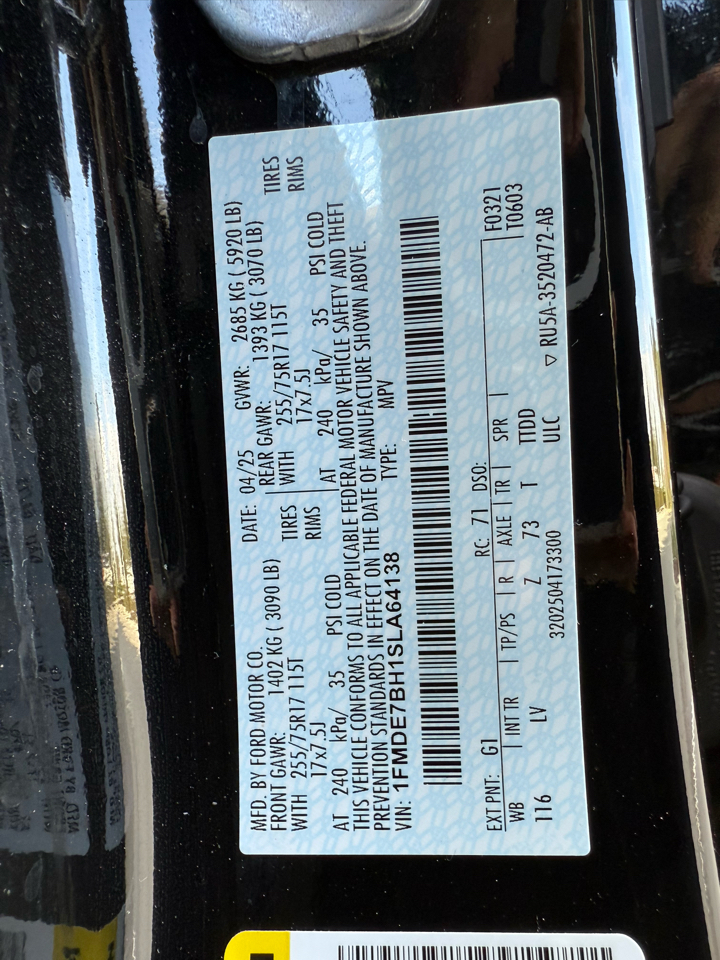 MFD. BY FORD MOTOR CO.
DATE: 04/25 GVWR: 2685 KG ( 5920 LB)
FRONT GAWR: 1402 KG ( 3090 LB)
REAR GAWR: 1393 KG ( 3070 LB)
WITH 255/75R17 115T TIRES
WITH 255/75R17 115T TIRES
17x7.5J RIMS
17x7.5J RIMS
AT 240 kPa/ 35 PSI COLD
AT 240 kPa/ 35 PSI COLD
THIS VEHICLE CONFORMS TO ALL APPLICABLE FEDERAL MOTOR VEHICLE SAFETY AND THEFT
PREVENTION STANDARDS IN EFFECT ON THE DATE OF MANUFACTURE SHOWN ABOVE.
VIN: 1FMDE7BH1SLA64138 TYPE: MPV
EXT PNT: G1 RC: 71 DSO: F0321
WB INT TR TP/PS R AXLE TR SPR T0603
116 LV Z 73 T TTDD
3202504173300 ULC ▽ RU5A-3520472-AB